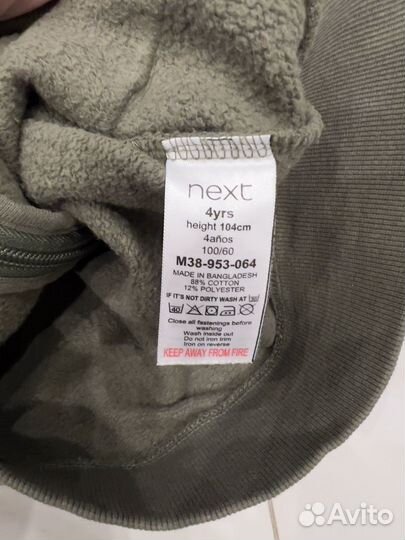 next
4yrs
height 104cm
4años
100/60
M38-953-064
MADE IN BANGLADESH
88% COTTON
12% POLYESTER
IF IT'S NOT DIRTY WASH AT 30
40
Close all fastenings before
washing
Wash inside out
Do not iron trim
Iron on reverse
KEEP AWAY FROM FIRE
Avito